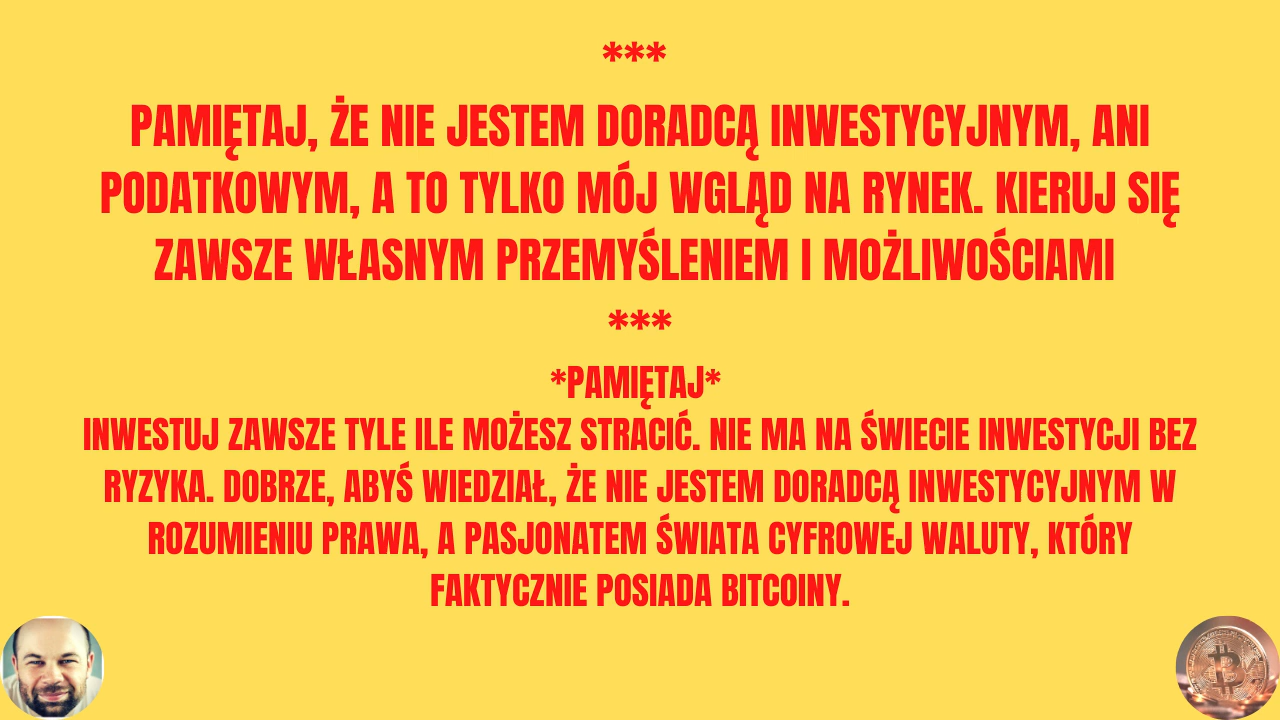 ***
PAMIĘTAJ, ŻE NIE JESTEM DORADCĄ INWESTYCYJNYM, ANI
PODATKOWYM, A TO TYLKO MÓJ WGLĄD NA RYNEK. KIERUJ SIĘ
ZAWSZE WŁASNYM PRZEMYŚLENIEM I MOŻLIWOŚCIAMI
***
*PAMIĘTAJ*
INWESTUJ ZAWSZE TYLE ILE MOŻESZ STRACIĆ. NIE MA NA ŚWIECIE INWESTYCJI BEZ
RYZYKA. DOBRZE, ABYŚ WIEDZIAŁ, ŻE NIE JESTEM DORADCĄ INWESTYCYJNYM W
ROZUMIENIU PRAWA, A PASJONATEM ŚWIATA CYFROWEJ WALUTY, KTÓRY
FAKTYCZNIE POSIADA BITCOINY.